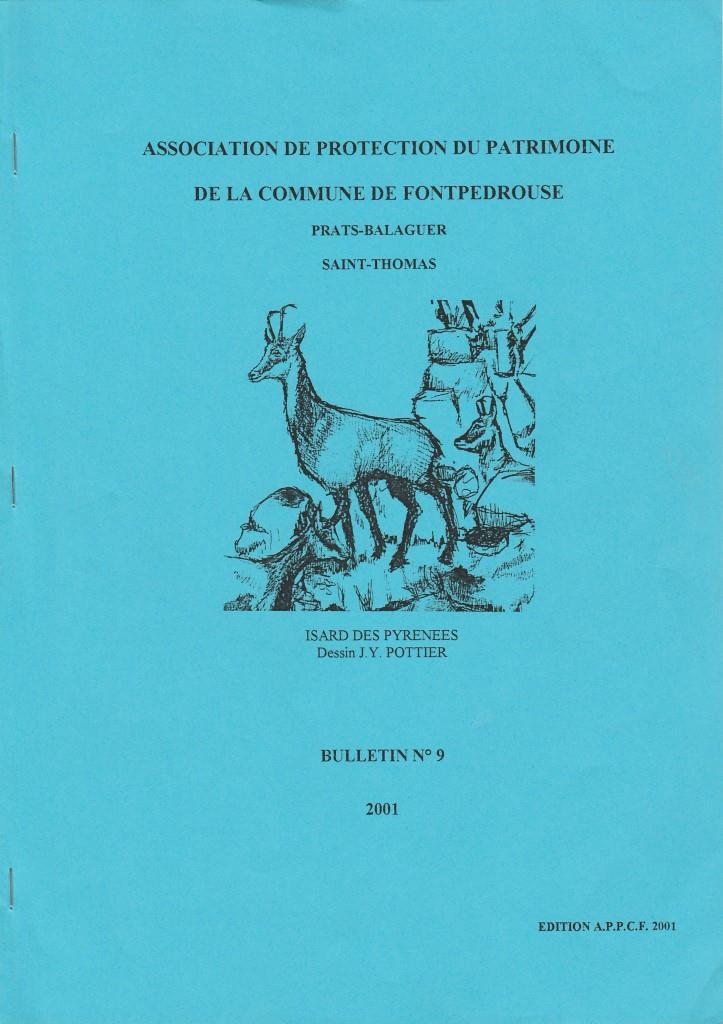 ASSOCIATION DE PROTECTION DU PATRIMOINE
DE LA COMMUNE DE FONTPEDROUSE
PRATS-BALAGUER
SAINT-THOMAS
ISARD DES PYRENEES
Dessin J.Y. POTTIER
BULLETIN N° 9
2001
EDITION A.P.P.C.F. 2001